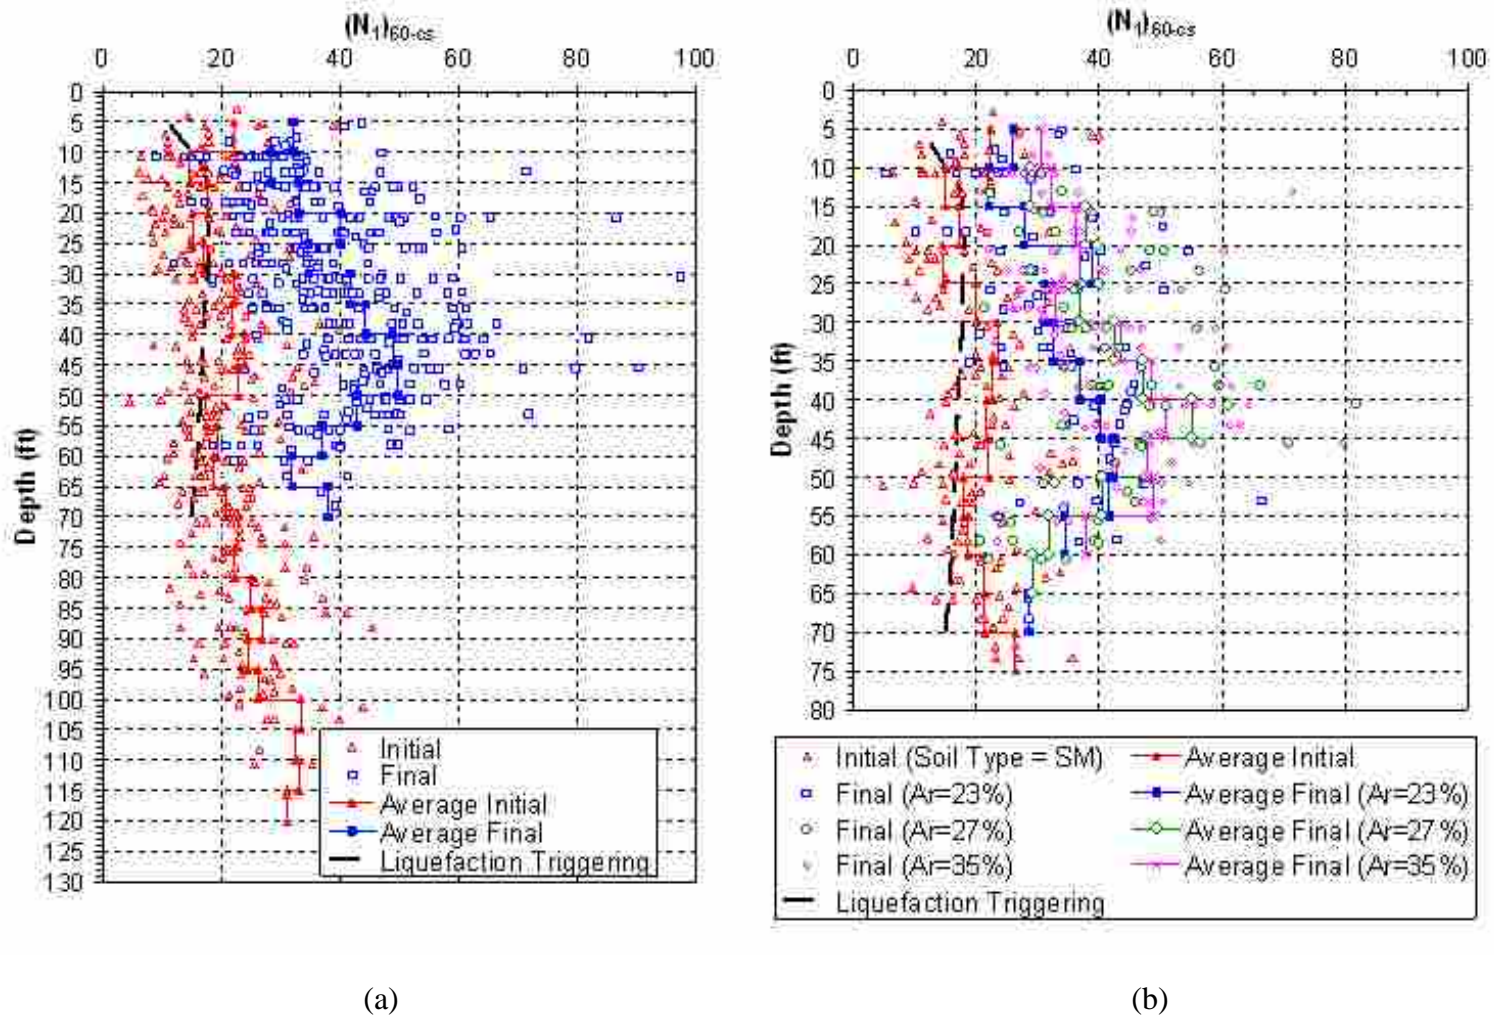 (N1)60-cs
0 20 40 60 80 100
Depth (ft)
0
5
10
15
20
25
30
35
40
45
50
55
60
65
70
75
80
85
90
95
100
105
110
115
120
125
130
Initial
Final
Average Initial
Average Final
Liquefaction Triggering
(a)
(N1)60-cs
0 20 40 60 80 100
Depth (ft)
0
5
10
15
20
25
30
35
40
45
50
55
60
65
70
75
80
Initial (Soil Type = SM) Average Initial
Final (Ar=23%) Average Final (Ar=23%)
Final (Ar=27%) Average Final (Ar=27%)
Final (Ar=35%) Average Final (Ar=35%)
Liquefaction Triggering
(b)